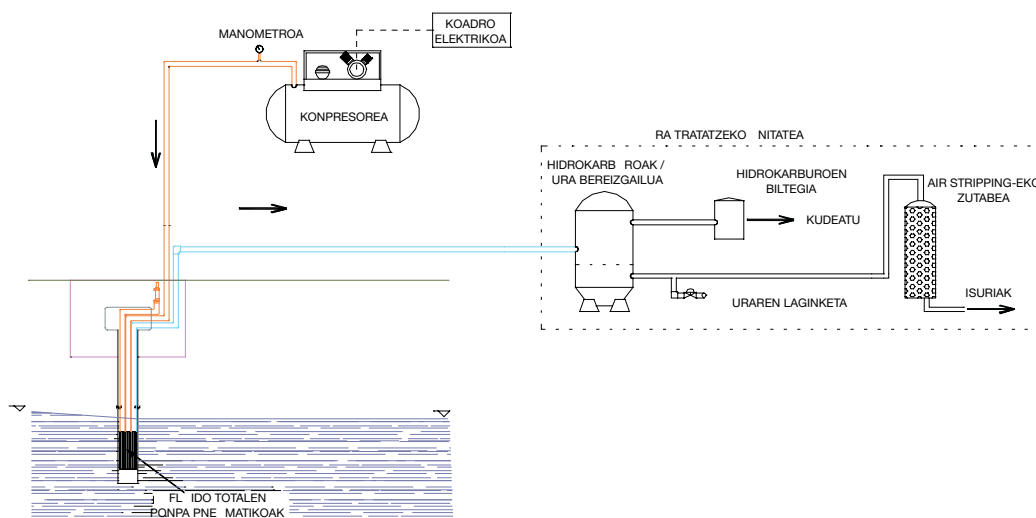 KOADRO
ELEKTRIKOA
MANOMETROA
KONPRESOREA
RA TRATATZEKO NITATEA
HIDROKARB ROAK /
URA BEREIZGAILUA
HIDROKARBUROEN
BILTEGIA
KUDEATU
AIR STRIPPING-EKO
ZUTABEA
URAREN LAGINKETA
ISURIAK
FL IDO TOTALEN
PONPA PNE MATIKOAK